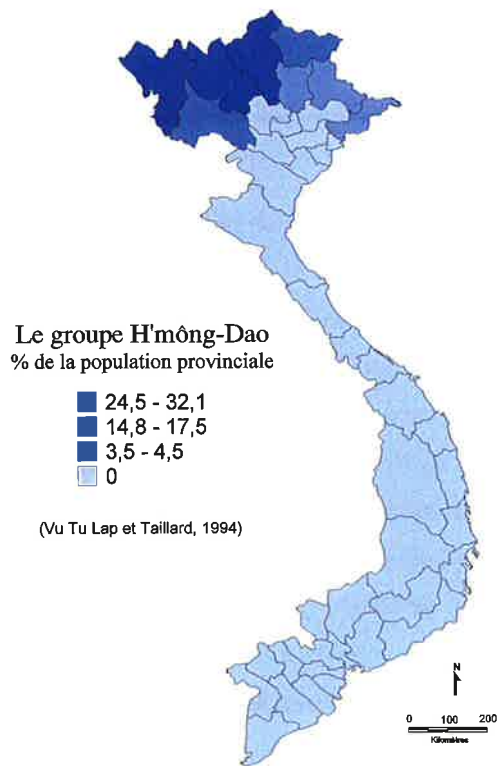 Le groupe H'mông-Dao
% de la population provinciale
24,5 - 32,1
14,8 - 17,5
3,5 - 4,5
0
(Vu Tu Lap et Taillard, 1994)
N
0 100 200
Kilomètres